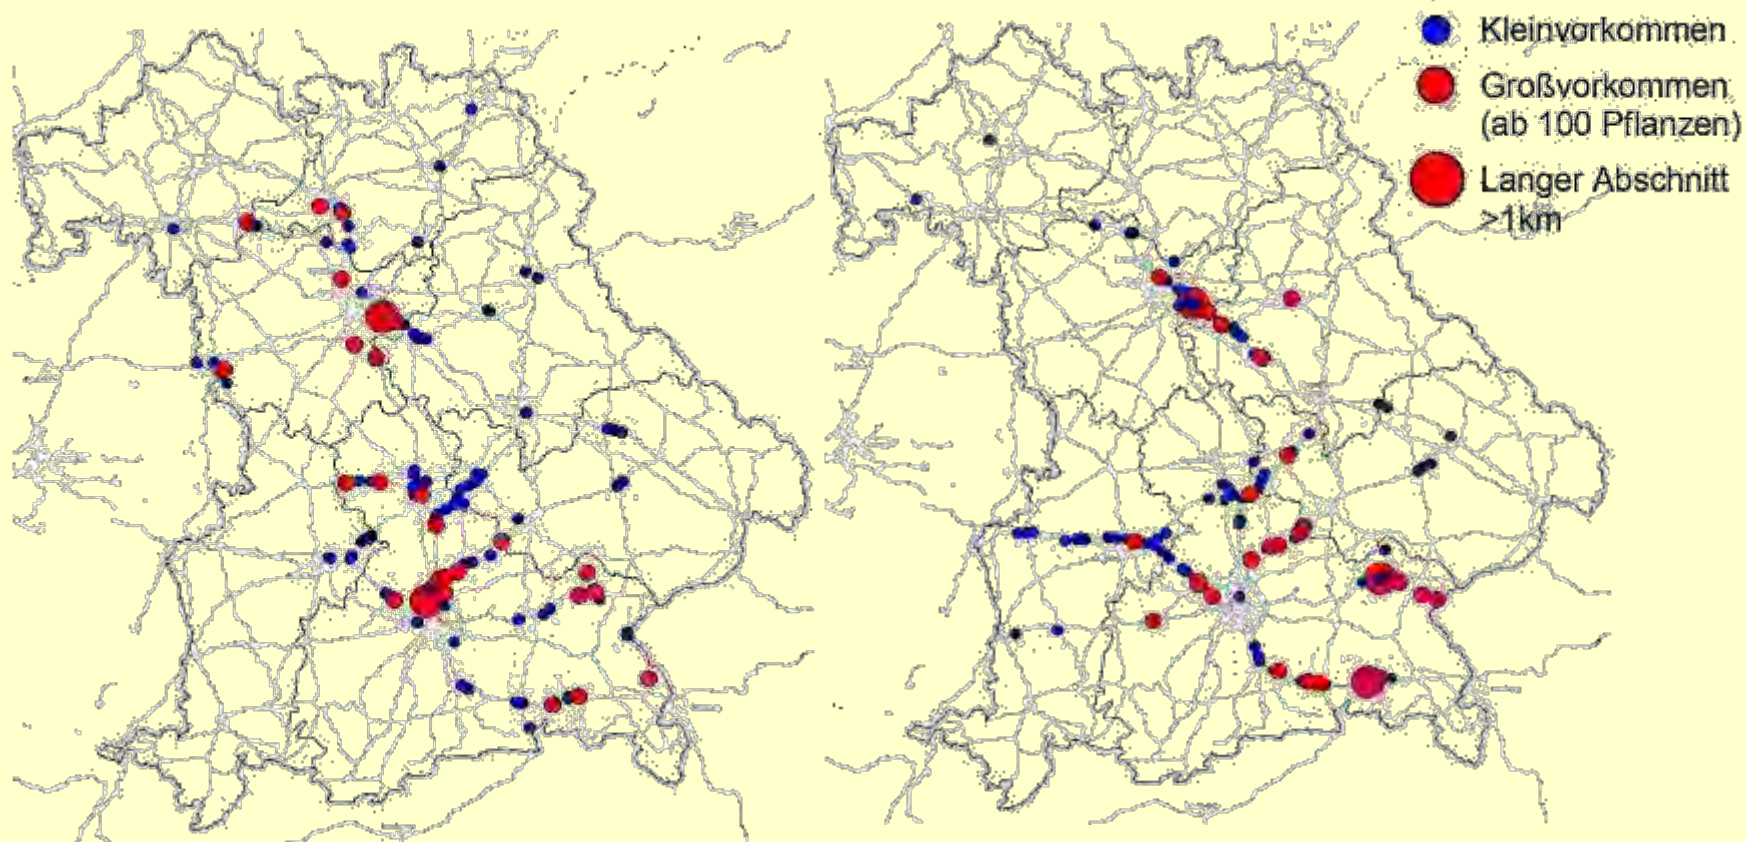 Kleinvorkommen
Großvorkommen
(ab 100 Pflanzen)
Langer Abschnitt
>1km